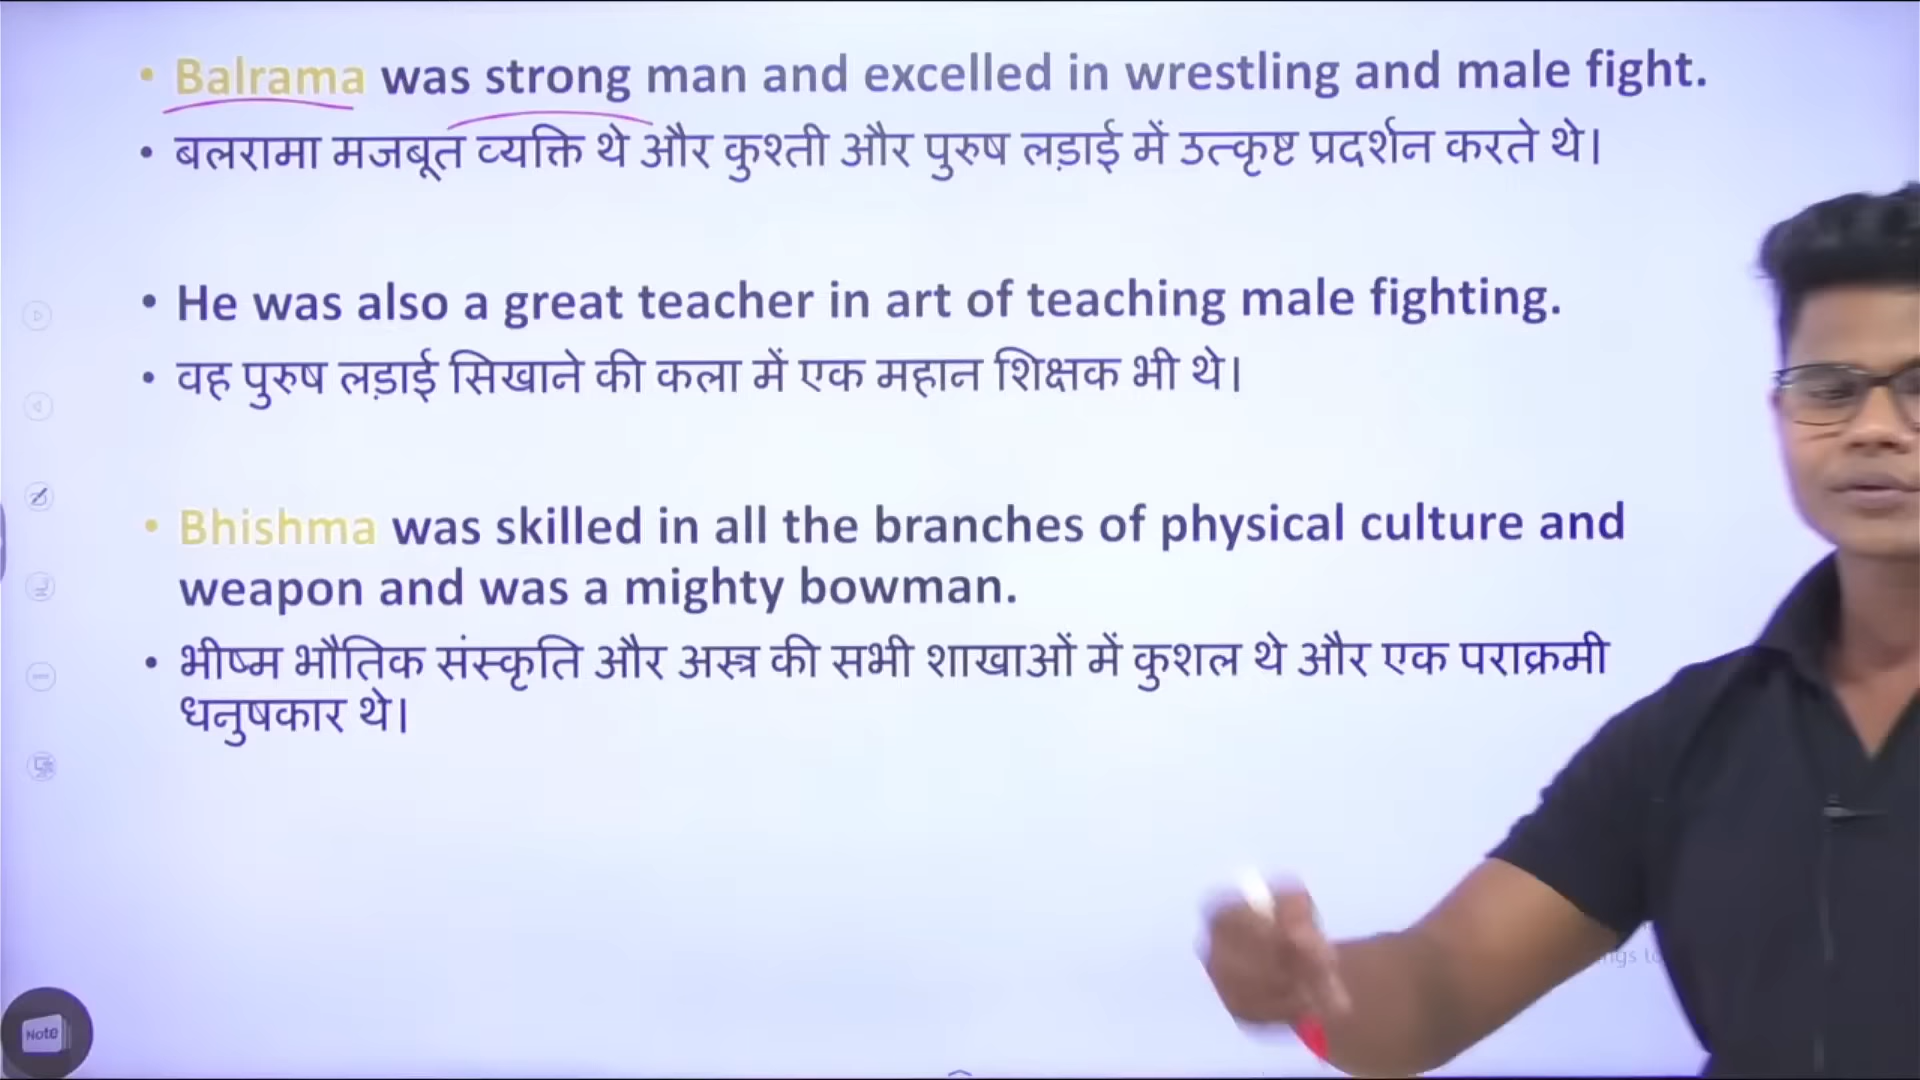 • Balrama was strong man and excelled in wrestling and male fight.
• बलरामा मजबूत व्यक्ति थे और कुश्ती और पुरुष लड़ाई में उत्कृष्ट प्रदर्शन करते थे।
• He was also a great teacher in art of teaching male fighting.
• वह पुरुष लड़ाई सिखाने की कला में एक महान शिक्षक भी थे।
• Bhishma was skilled in all the branches of physical culture and
weapon and was a mighty bowman.
• भीष्म भौतिक संस्कृति और अस्त्र की सभी शाखाओं में कुशल थे और एक पराक्रमी
धनुषकार थे।
Note